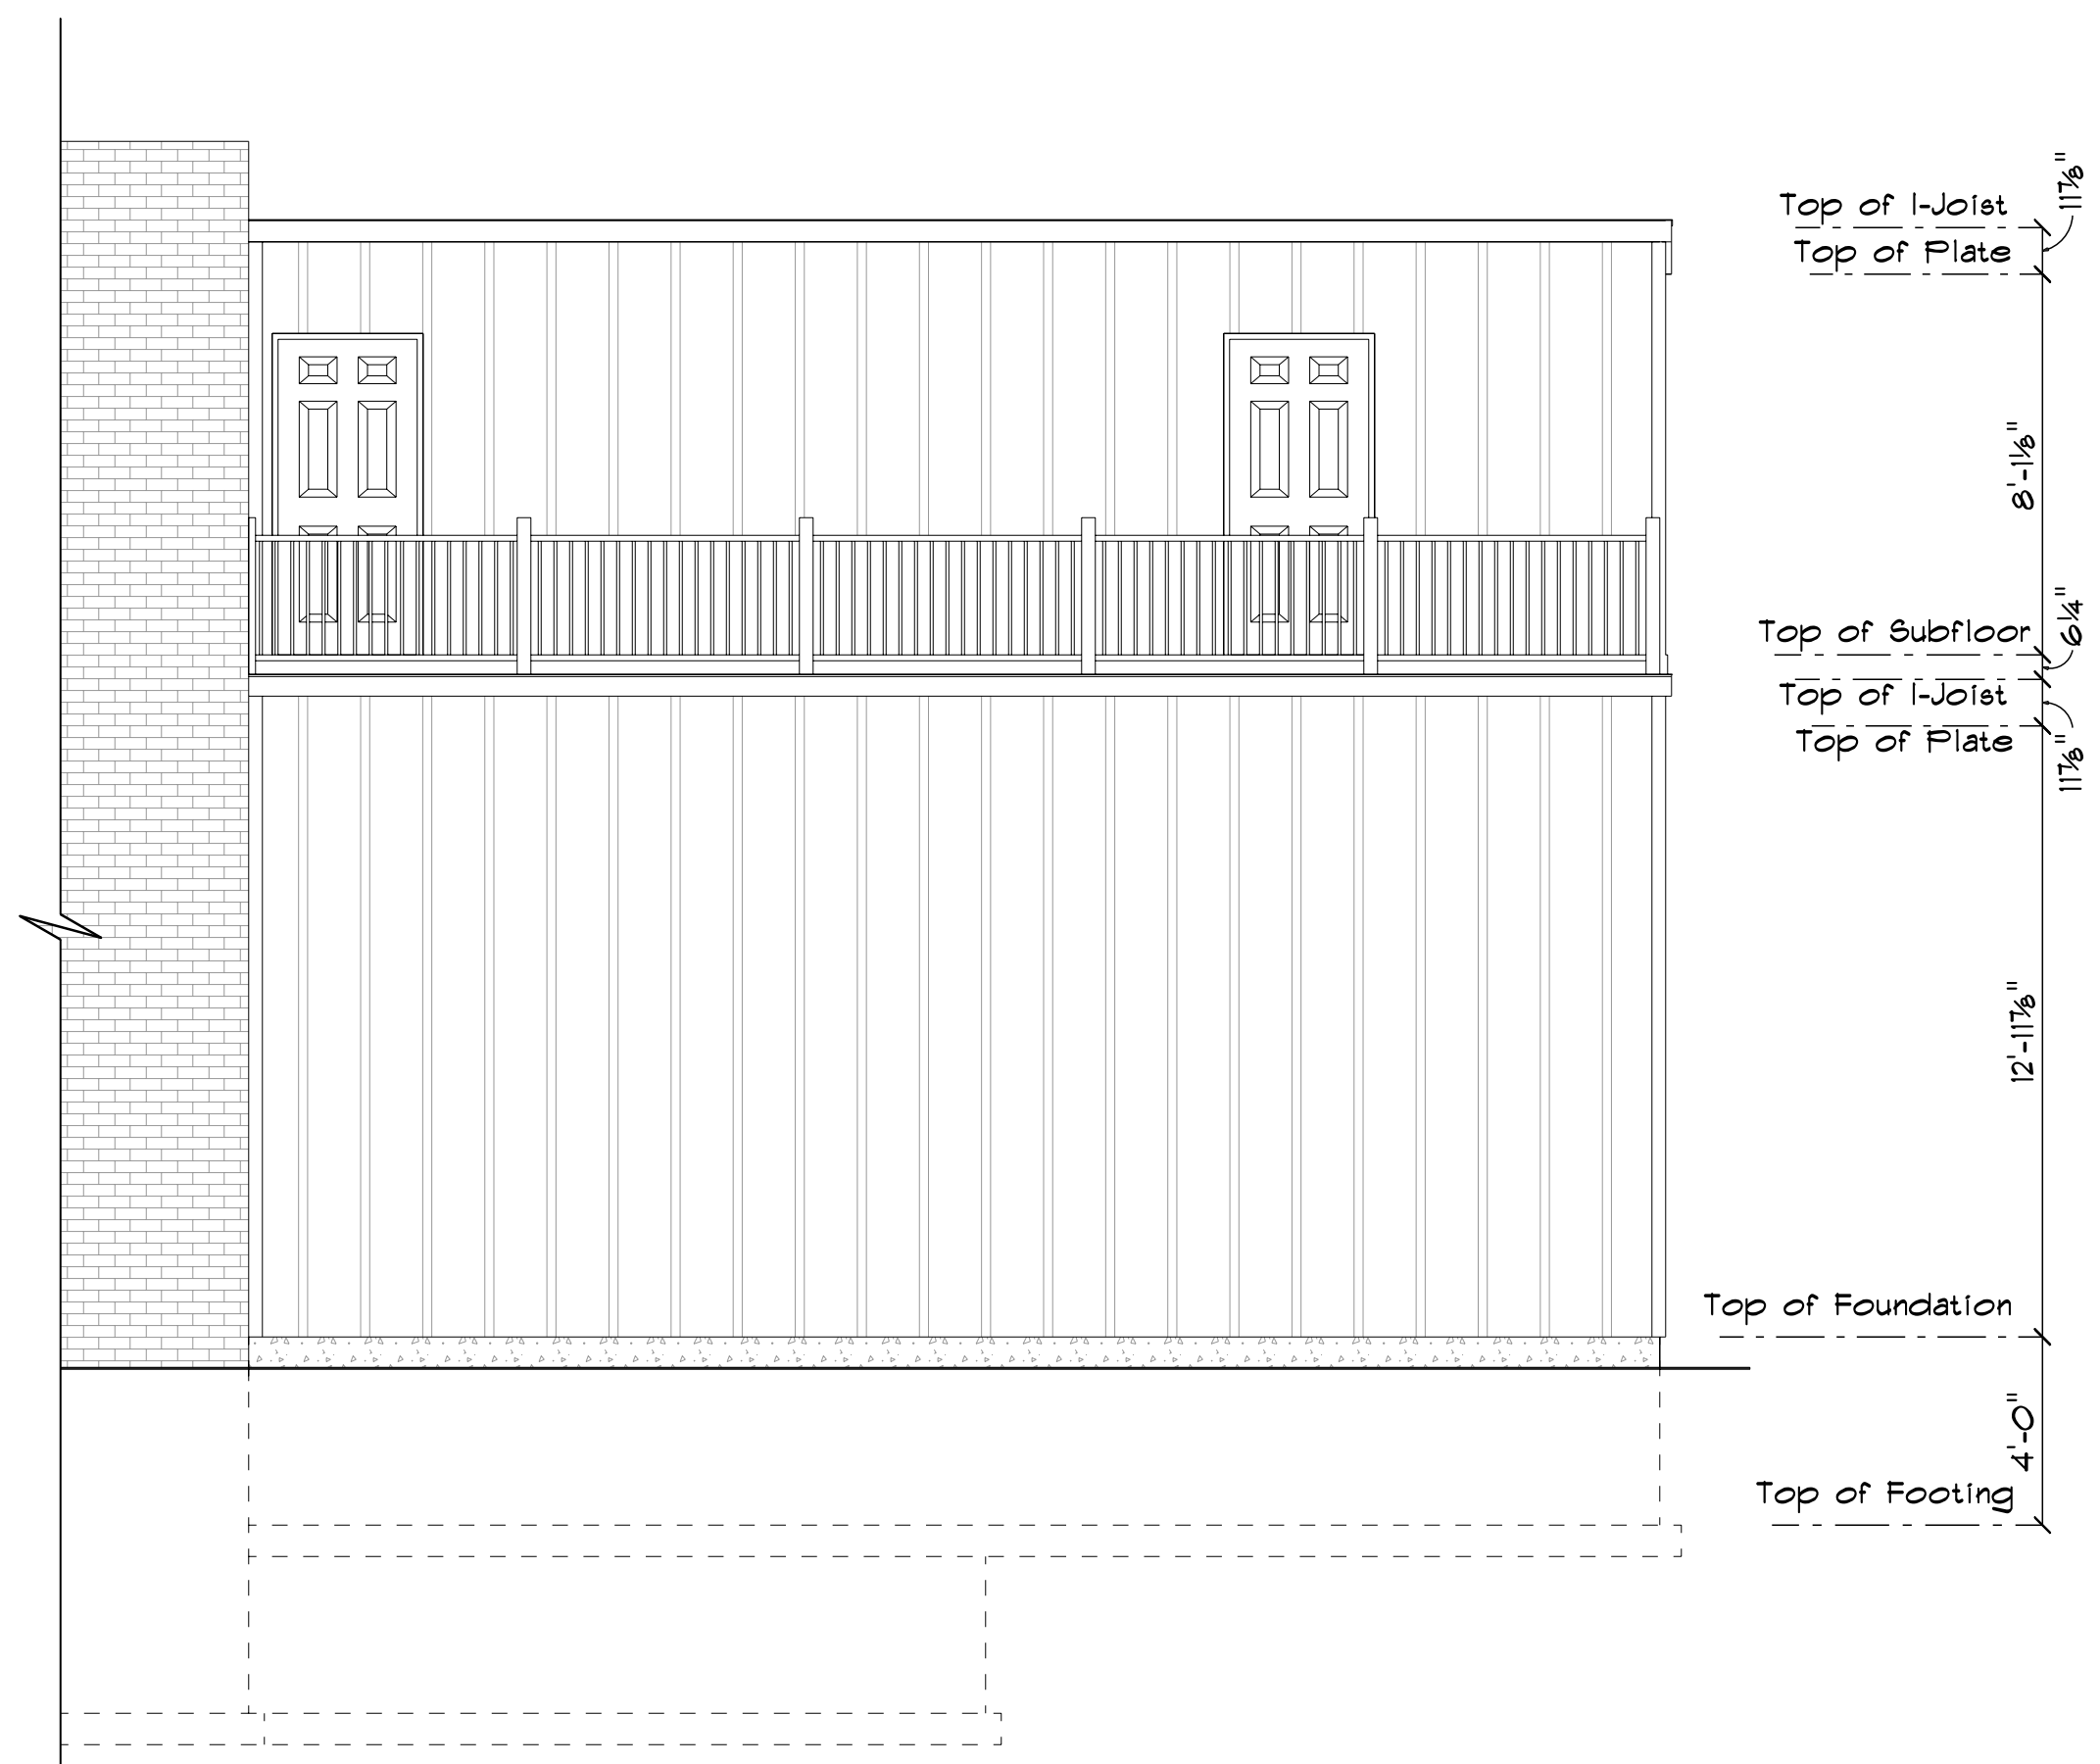 11⅞"
Top of I-Joist
Top of Plate
8'-1⅛"
6¼"
Top of Subfloor
Top of I-Joist
Top of Plate
11⅞"
12'-11⅞"
Top of Foundation
4'-0"
Top of Footing